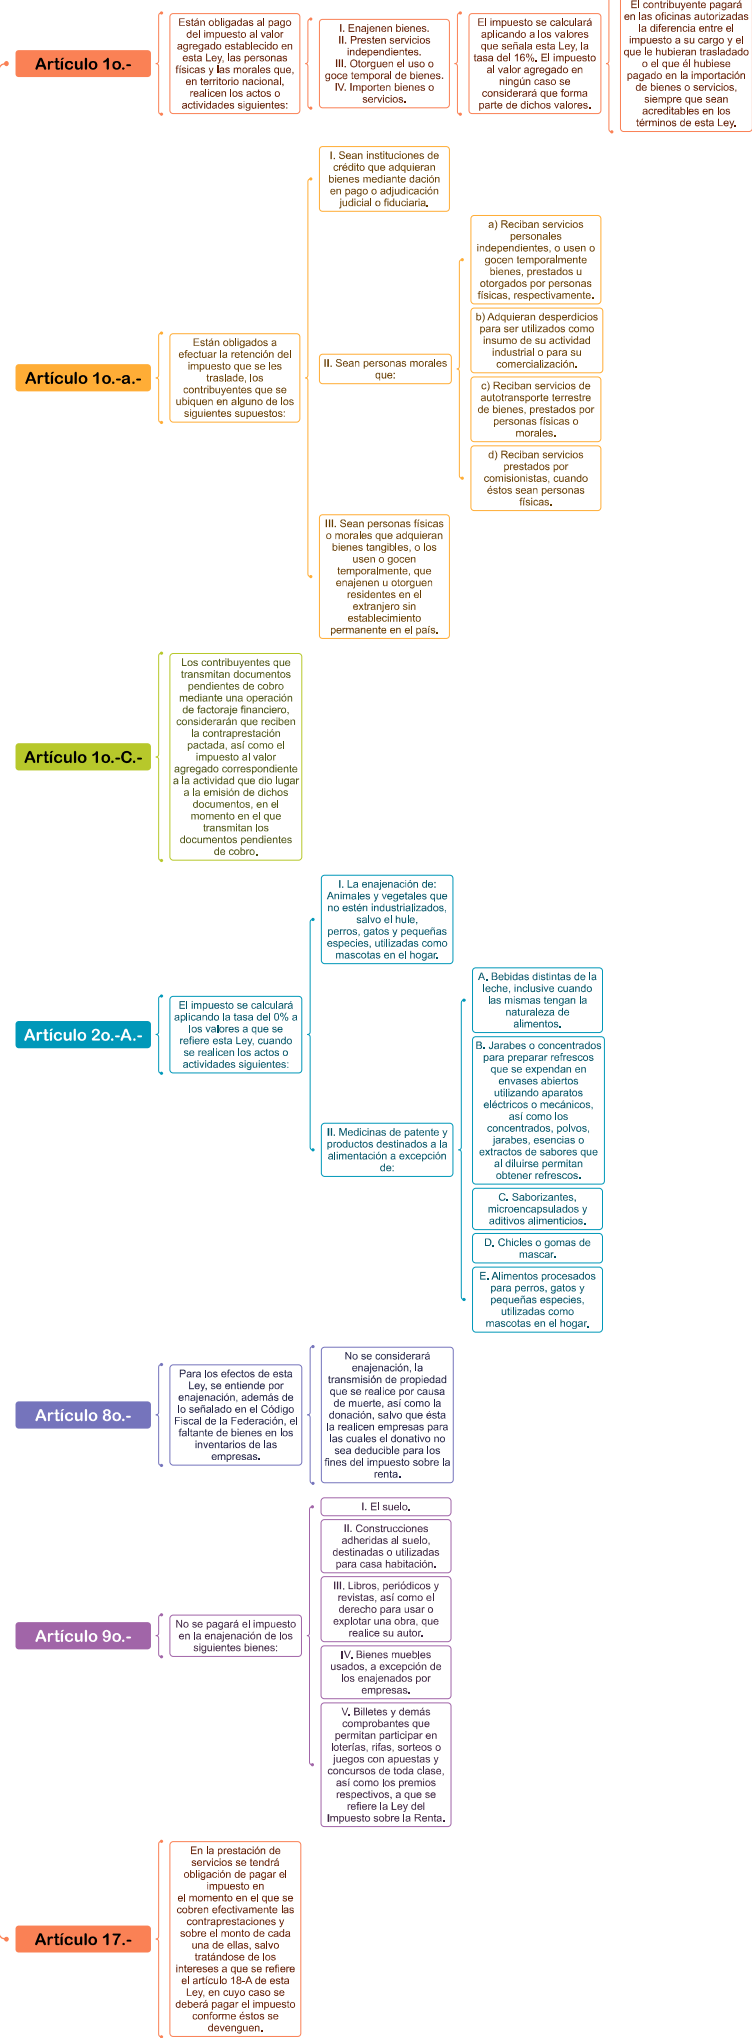 Artículo 1o.-
Están obligadas al pago
del impuesto al valor
agregado establecido en
esta Ley, las personas
físicas y las morales que,
en territorio nacional,
realicen los actos o
actividades siguientes:
I. Enajenen bienes.
II. Presten servicios
independientes.
III. Otorguen el uso o
goce temporal de bienes.
IV. Importen bienes o
servicios.
El impuesto se calculará
aplicando a los valores
que señala esta Ley, la
tasa del 16%. El impuesto
al valor agregado en
ningún caso se
considerará que forma
parte de dichos valores.
El contribuyente pagará
en las oficinas autorizadas
la diferencia entre el
impuesto a su cargo y el
que le hubieran trasladado
o el que él hubiese
pagado en la importación
de bienes o servicios,
siempre que sean
acreditables en los
términos de esta Ley.
Artículo 1o.-a.-
Están obligados a
efectuar la retención del
impuesto que se les
traslade, los
contribuyentes que se
ubiquen en alguno de los
siguientes supuestos:
I. Sean instituciones de
crédito que adquieran
bienes mediante dación
en pago o adjudicación
judicial o fiduciaria.
II. Sean personas morales
que:
a) Reciban servicios
personales
independientes, o usen o
gocen temporalmente
bienes, prestados u
otorgados por personas
físicas, respectivamente.
b) Adquieran desperdicios
para ser utilizados como
insumo de su actividad
industrial o para su
comercialización.
c) Reciban servicios de
autotransporte terrestre
de bienes, prestados por
personas físicas o
morales.
d) Reciban servicios
prestados por
comisionistas, cuando
éstos sean personas
físicas.
III. Sean personas físicas
o morales que adquieran
bienes tangibles, o los
usen o gocen
temporalmente, que
enajenen u otorguen
residentes en el
extranjero sin
establecimiento
permanente en el país.
Artículo 1o.-C.-
Los contribuyentes que
transmitan documentos
pendientes de cobro
mediante una operación
de factoraje financiero,
considerarán que reciben
la contraprestación
pactada, así como el
impuesto al valor
agregado correspondiente
a la actividad que dio lugar
a la emisión de dichos
documentos, en el
momento en el que
transmitan los
documentos pendientes
de cobro.
Artículo 2o.-A.-
El impuesto se calculará
aplicando la tasa del 0% a
los valores a que se
refiere esta Ley, cuando
se realicen los actos o
actividades siguientes:
I. La enajenación de:
Animales y vegetales que
no estén industrializados,
salvo el hule,
perros, gatos y pequeñas
especies, utilizadas como
mascotas en el hogar.
II. Medicinas de patente y
productos destinados a la
alimentación a excepción
de:
A. Bebidas distintas de la
leche, inclusive cuando
las mismas tengan la
naturaleza de
alimentos.
B. Jarabes o concentrados
para preparar refrescos
que se expendan en
envases abiertos
utilizando aparatos
eléctricos o mecánicos,
así como los
concentrados, polvos,
jarabes, esencias o
extractos de sabores que
al diluirse permitan
obtener refrescos.
C. Saborizantes,
microencapsulados y
aditivos alimenticios.
D. Chicles o gomas de
mascar.
E. Alimentos procesados
para perros, gatos y
pequeñas especies,
utilizadas como
mascotas en el hogar.
Artículo 8o.-
Para los efectos de esta
Ley, se entiende por
enajenación, además de
lo señalado en el Código
Fiscal de la Federación, el
faltante de bienes en los
inventarios de las
empresas.
No se considerará
enajenación, la
transmisión de propiedad
que se realice por causa
de muerte, así como la
donación, salvo que ésta
la realicen empresas para
las cuales el donativo no
sea deducible para los
fines del impuesto sobre la
renta.
Artículo 9o.-
No se pagará el impuesto
en la enajenación de los
siguientes bienes:
I. El suelo.
II. Construcciones
adheridas al suelo,
destinadas o utilizadas
para casa habitación.
III. Libros, periódicos y
revistas, así como el
derecho para usar o
explotar una obra, que
realice su autor.
IV. Bienes muebles
usados, a excepción de
los enajenados por
empresas.
V. Billetes y demás
comprobantes que
permitan participar en
loterías, rifas, sorteos o
juegos con apuestas y
concursos de toda clase,
así como los premios
respectivos, a que se
refiere la Ley del
Impuesto sobre la Renta.
Artículo 17.-
En la prestación de
servicios se tendrá
obligación de pagar el
impuesto en
el momento en el que se
cobren efectivamente las
contraprestaciones y
sobre el monto de cada
una de ellas, salvo
tratándose de los
intereses a que se refiere
el artículo 18-A de esta
Ley, en cuyo caso se
deberá pagar el impuesto
conforme éstos se
devenguen.